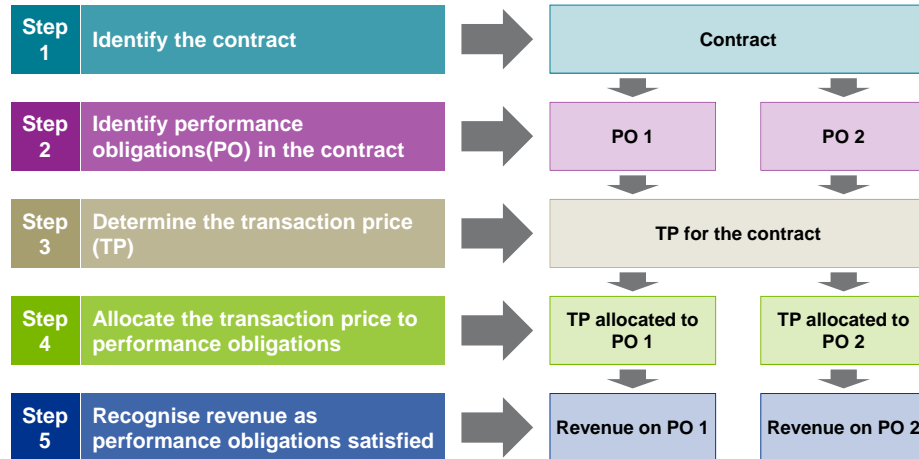 Step
1
Identify the contract
Contract
Step
2
Identify performance
obligations(PO) in the contract
PO 1
PO 2
Step
3
Determine the transaction price
(TP)
TP for the contract
Step
4
Allocate the transaction price to
performance obligations
TP allocated to
PO 1
TP allocated to
PO 2
Step
5
Recognise revenue as
performance obligations satisfied
Revenue on PO 1
Revenue on PO 2